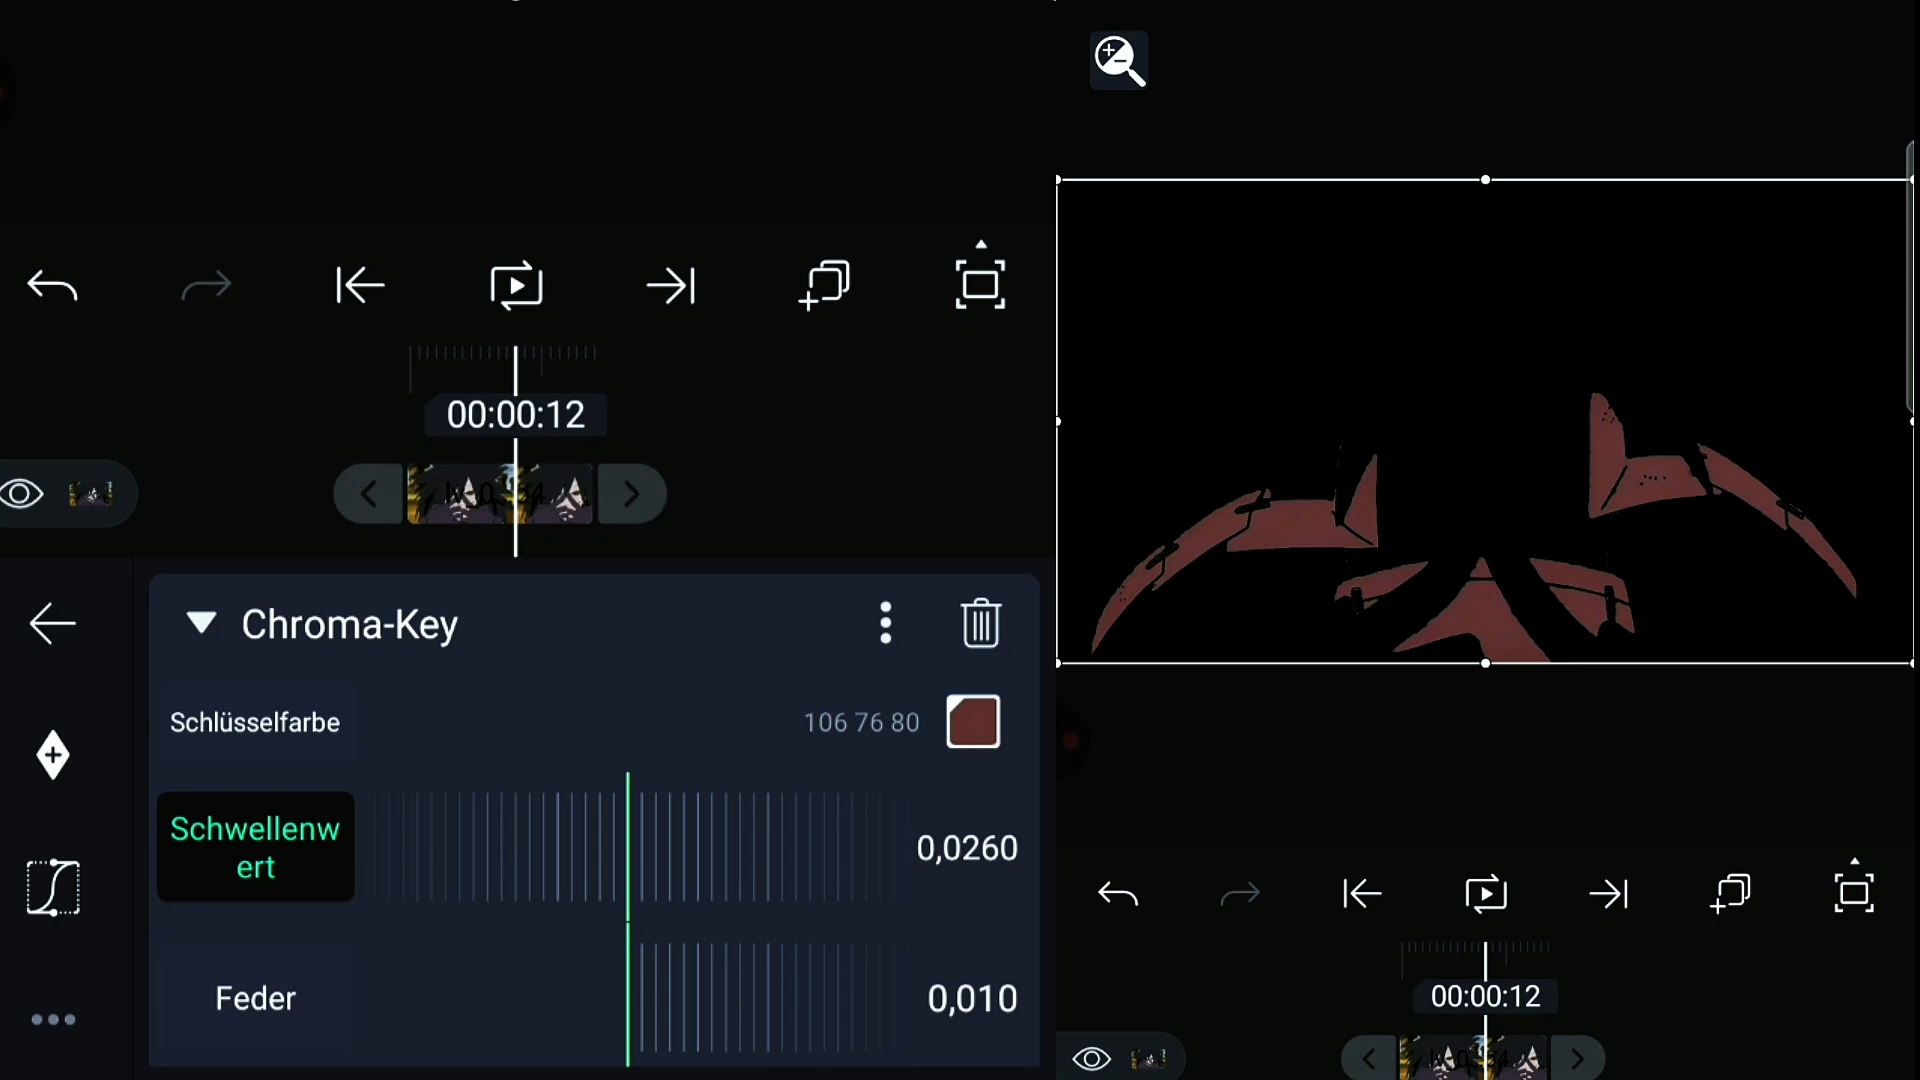 00:00:12
Chroma-Key
Schlüsselfarbe
106 76 80
Schwellenw
ert
0,0260
Feder
0,010
00:00:12